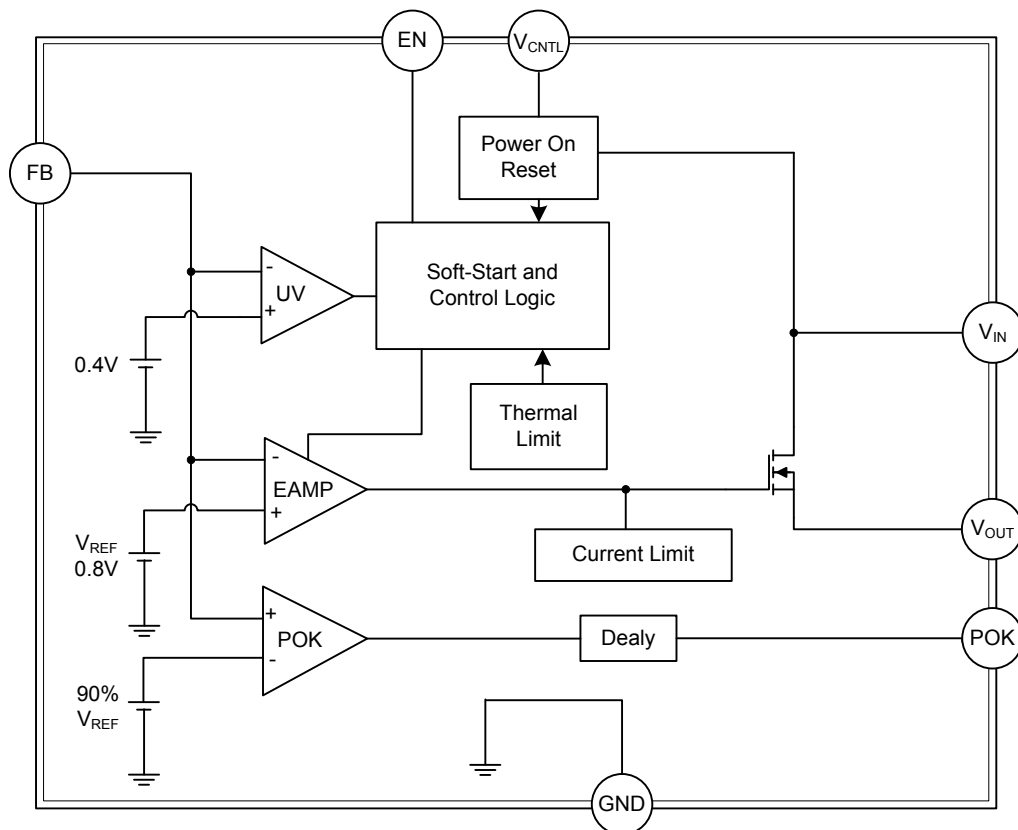 EN
VCNTL
Power On
Reset
FB
-
UV
+
Soft-Start and
Control Logic
0.4V
VIN
Thermal
Limit
-
EAMP
+
VREF
0.8V
Current Limit
VOUT
+
POK
-
Dealy
POK
90%
VREF
GND